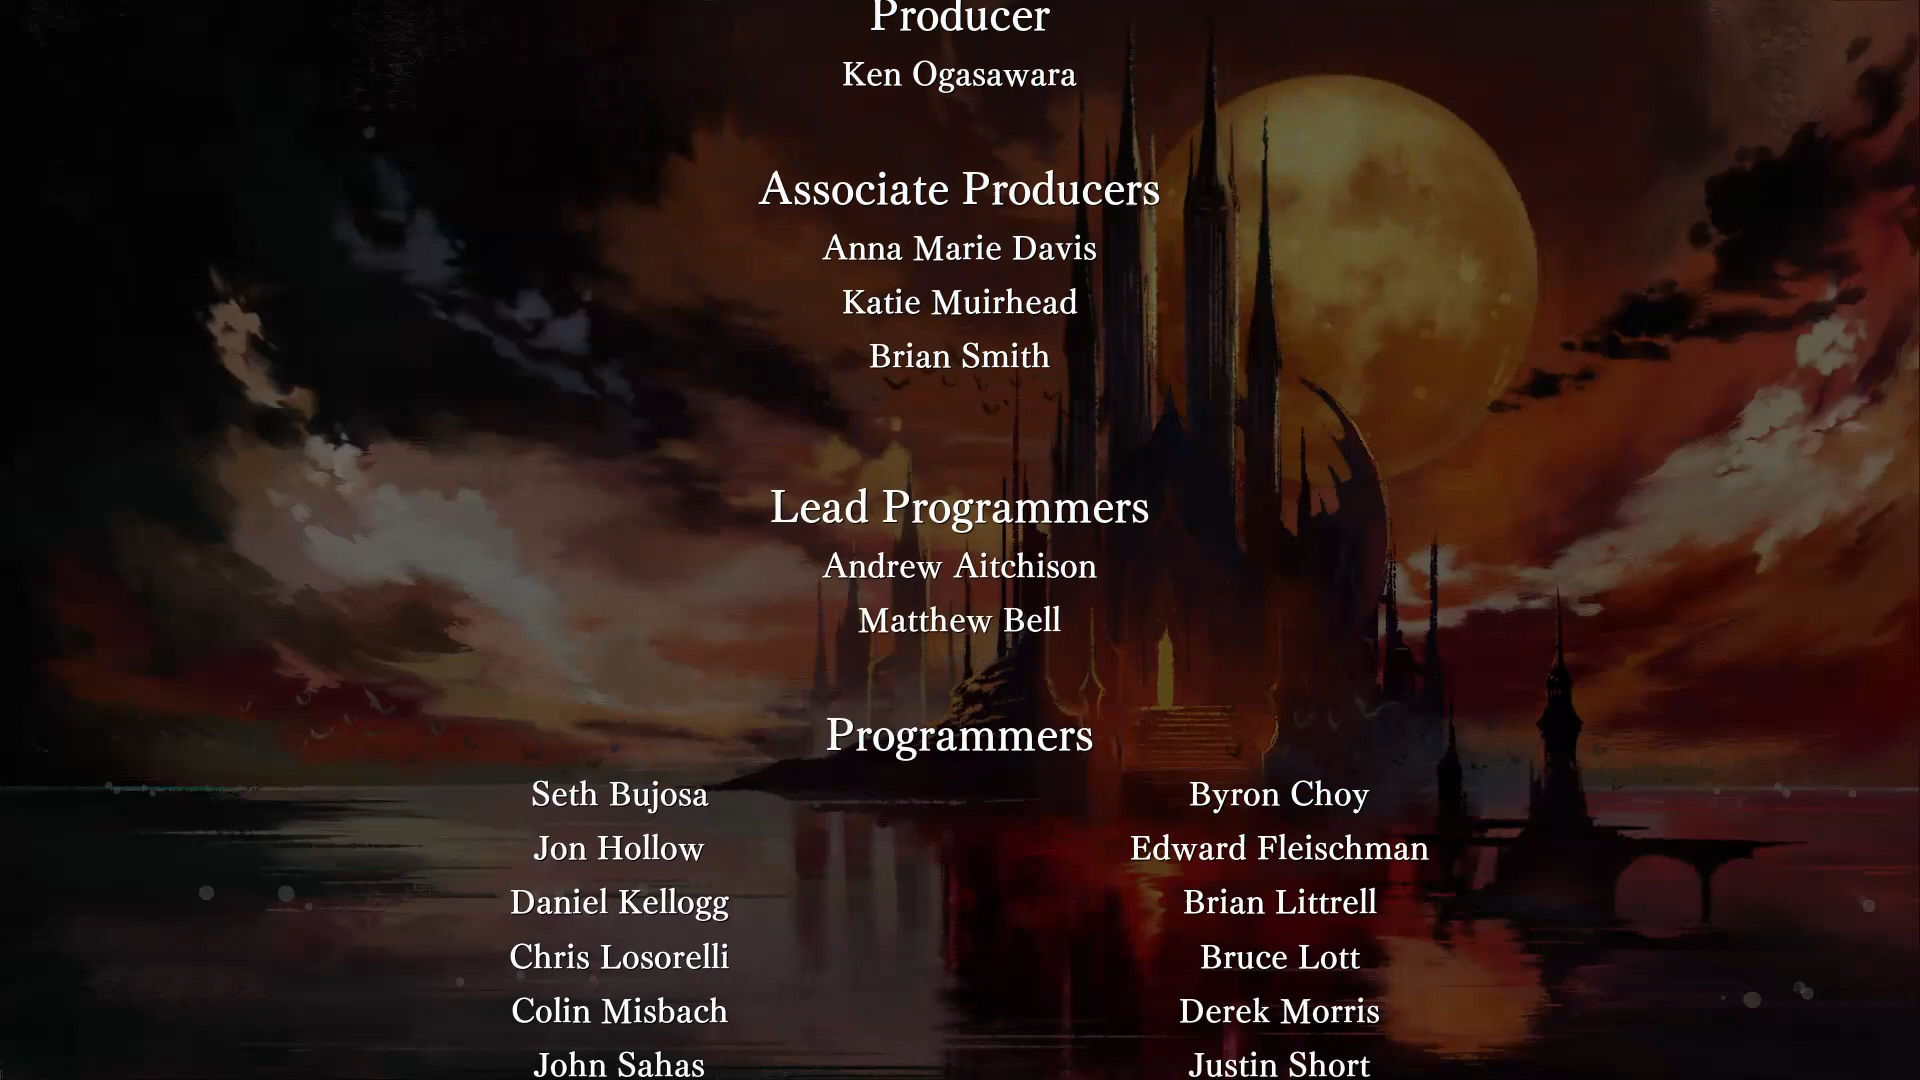 Producer
Ken Ogasawara
Associate Producers
Anna Marie Davis
Katie Muirhead
Brian Smith
Lead Programmers
Andrew Aitchison
Matthew Bell
Programmers
Seth Bujosa Byron Choy
Jon Hollow Edward Fleischman
Daniel Kellogg Brian Littrell
Chris Losorelli Bruce Lott
Colin Misbach Derek Morris
John Sahas Justin Short